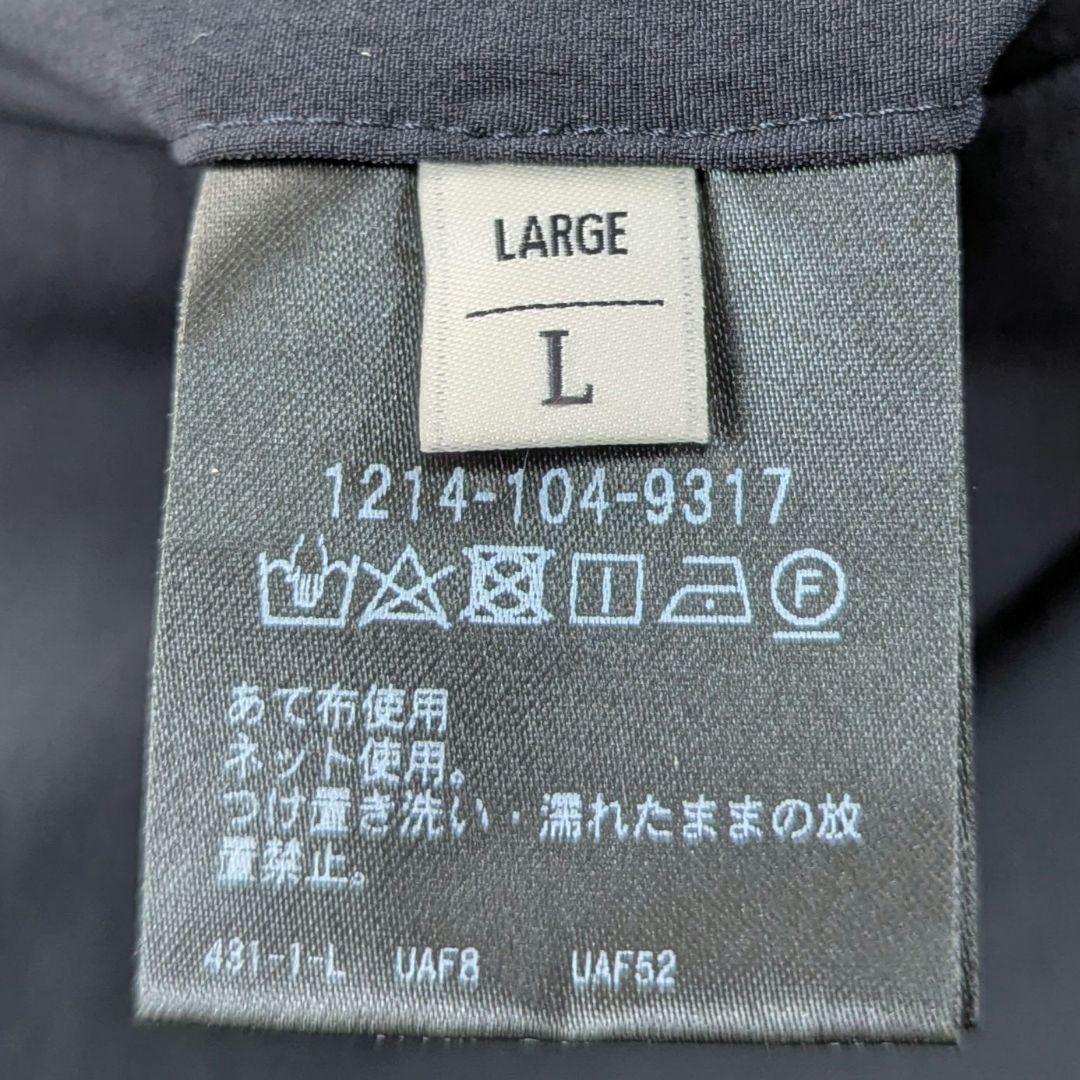 LARGE
L
1214-104-9317
F
あて布使用
ネット使用。
つけ置き洗い・濡れたままの放
置禁止。
431-1-L UAF8 UAF52